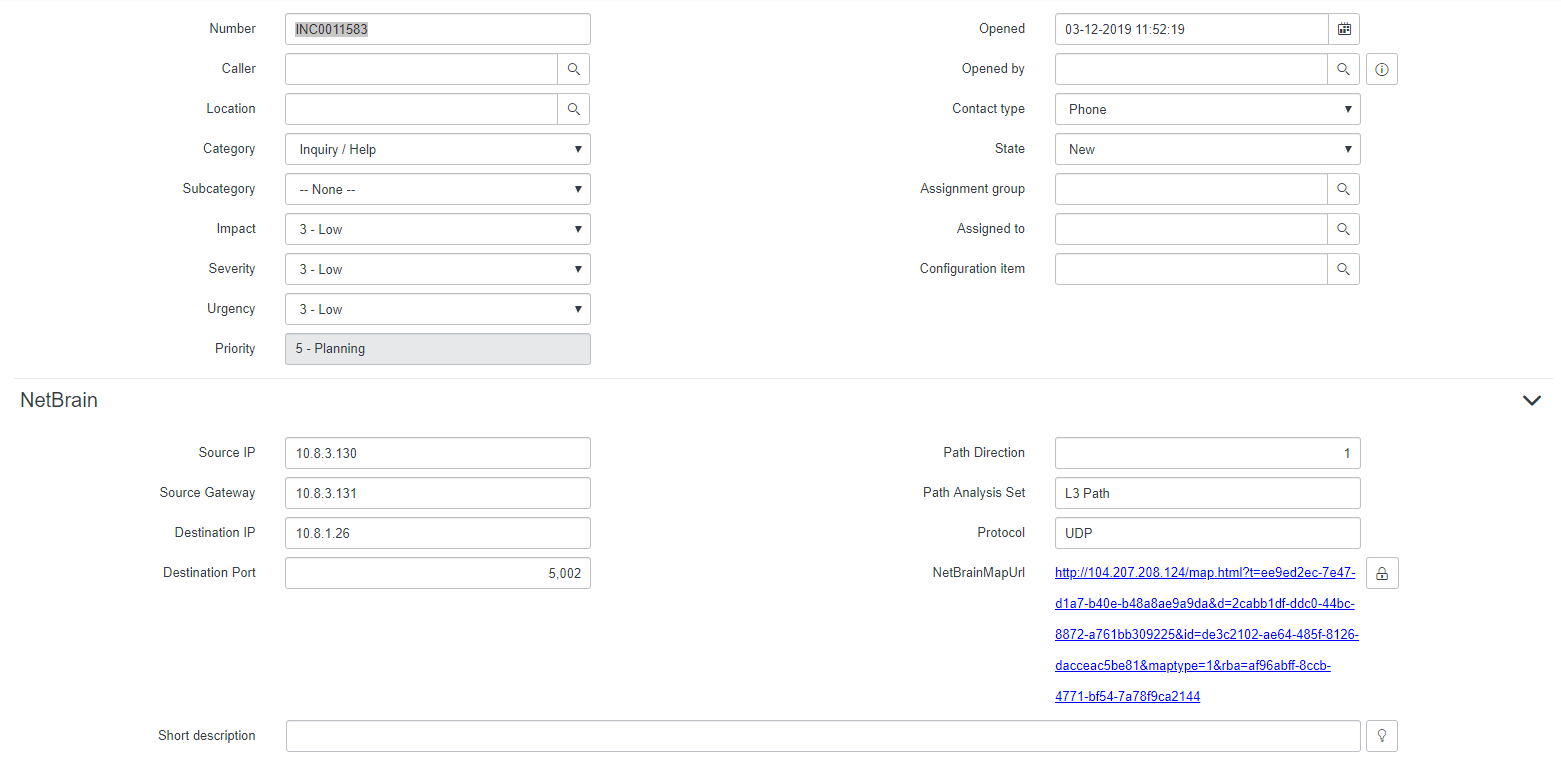 Number INC0011583 Opened 03-12-2019 11:52:19
Caller Opened by
Location Contact type Phone
Category Inquiry / Help State New
Subcategory -- None -- Assignment group
Impact 3 - Low Assigned to
Severity 3 - Low Configuration item
Urgency 3 - Low
Priority 5 - Planning
NetBrain
Source IP 10.8.3.130 Path Direction 1
Source Gateway 10.8.3.131 Path Analysis Set L3 Path
Destination IP 10.8.1.26 Protocol UDP
Destination Port 5,002 NetBrainMapUrl http://104.207.208.124/map.html?t=ee9ed2ec-7e47-
d1a7-b40e-b48a8ae9a9da&d=2cabb1df-ddc0-44bc-
8872-a761bb309225&id=de3c2102-ae64-485f-8126-
dacceac5be81&maptype=1&rba=af96abff-8ccb-
4771-bf54-7a78f9ca2144
Short description